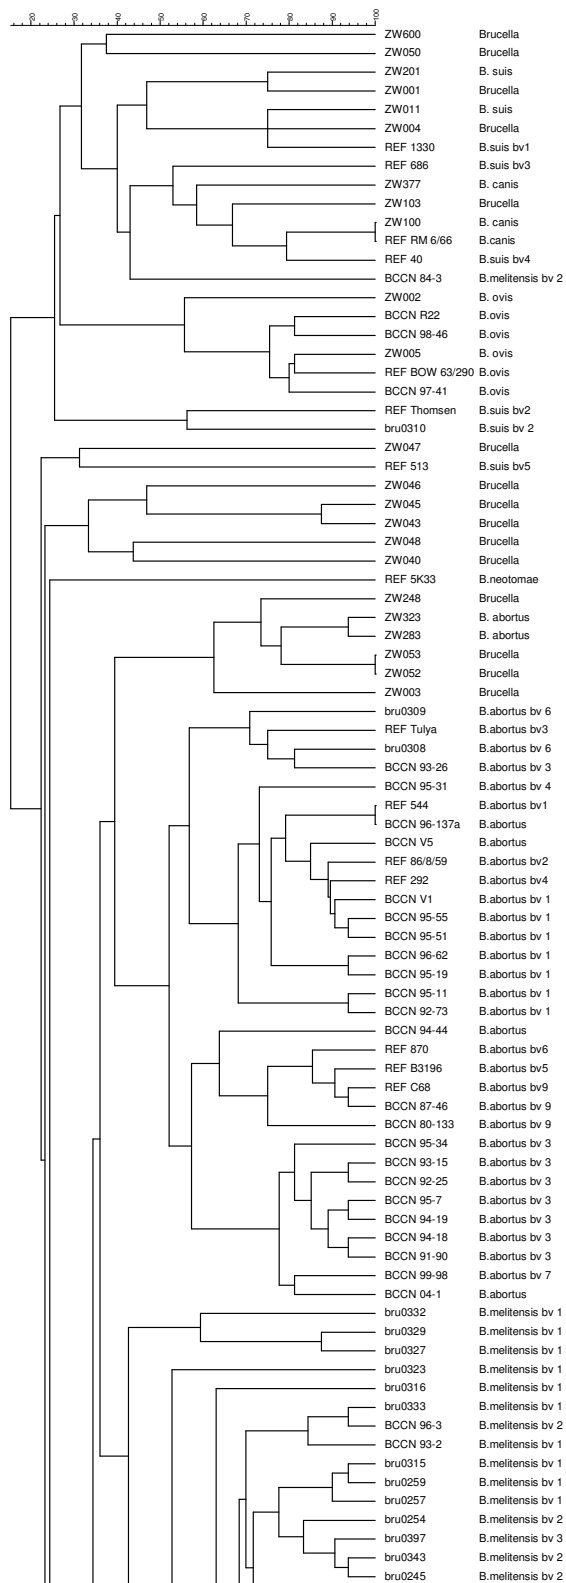 20 30 40 50 60 70 80 90 100
ZW600 Brucella
ZW050 Brucella
ZW201 B. suis
ZW001 Brucella
ZW011 B. suis
ZW004 Brucella
REF 1330 B.suis bv1
REF 686 B.suis bv3
ZW377 B. canis
ZW103 Brucella
ZW100 B. canis
REF RM 6/66 B.canis
REF 40 B.suis bv4
BCCN 84-3 B.melitensis bv 2
ZW002 B. ovis
BCCN R22 B.ovis
BCCN 98-46 B.ovis
ZW005 B. ovis
REF BOW 63/290 B.ovis
BCCN 97-41 B.ovis
REF Thomsen B.suis bv2
bru0310 B.suis bv 2
ZW047 Brucella
REF 513 B.suis bv5
ZW046 Brucella
ZW045 Brucella
ZW043 Brucella
ZW048 Brucella
ZW040 Brucella
REF 5K33 B.neotomae
ZW248 Brucella
ZW323 B. abortus
ZW283 B. abortus
ZW053 Brucella
ZW052 Brucella
ZW003 Brucella
bru0309 B.abortus bv 6
REF Tulya B.abortus bv3
bru0308 B.abortus bv 6
BCCN 93-26 B.abortus bv 3
BCCN 95-31 B.abortus bv 4
REF 544 B.abortus bv1
BCCN 96-137a B.abortus
BCCN V5 B.abortus
REF 86/8/59 B.abortus bv2
REF 292 B.abortus bv4
BCCN V1 B.abortus bv 1
BCCN 95-55 B.abortus bv 1
BCCN 95-51 B.abortus bv 1
BCCN 96-62 B.abortus bv 1
BCCN 95-19 B.abortus bv 1
BCCN 95-11 B.abortus bv 1
BCCN 92-73 B.abortus bv 1
BCCN 94-44 B.abortus
REF 870 B.abortus bv6
REF B3196 B.abortus bv5
REF C68 B.abortus bv9
BCCN 87-46 B.abortus bv 9
BCCN 80-133 B.abortus bv 9
BCCN 95-34 B.abortus bv 3
BCCN 93-15 B.abortus bv 3
BCCN 92-25 B.abortus bv 3
BCCN 95-7 B.abortus bv 3
BCCN 94-19 B.abortus bv 3
BCCN 94-18 B.abortus bv 3
BCCN 91-90 B.abortus bv 3
BCCN 99-98 B.abortus bv 7
BCCN 04-1 B.abortus
bru0332 B.melitensis bv 1
bru0329 B.melitensis bv 1
bru0327 B.melitensis bv 1
bru0323 B.melitensis bv 1
bru0316 B.melitensis bv 1
bru0333 B.melitensis bv 1
BCCN 96-3 B.melitensis bv 2
BCCN 93-2 B.melitensis bv 1
bru0315 B.melitensis bv 1
bru0259 B.melitensis bv 1
bru0257 B.melitensis bv 1
bru0254 B.melitensis bv 2
bru0397 B.melitensis bv 3
bru0343 B.melitensis bv 2
bru0245 B.melitensis bv 2